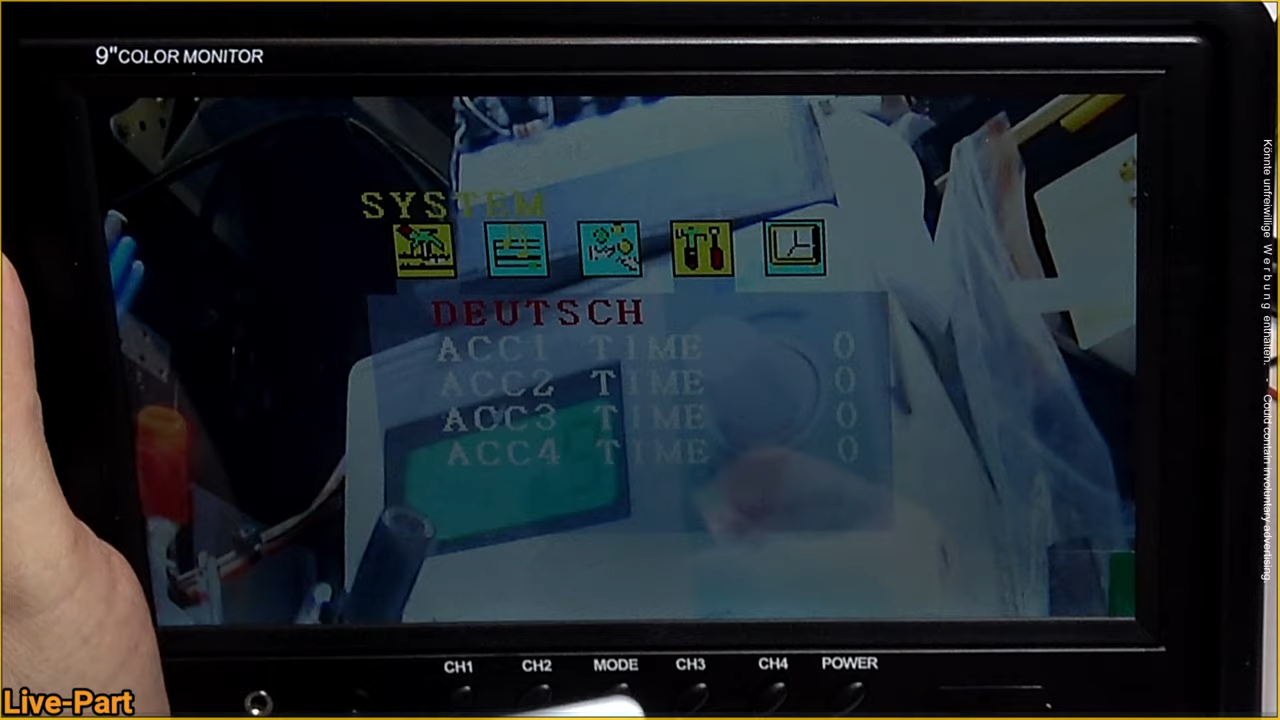 9"COLOR MONITOR
SYSTEM
DEUTSCH
ACC1 TIME 0
ACC2 TIME 0
ACC3 TIME 0
ACC4 TIME 0
CH1 CH2 MODE CH3 CH4 POWER
Live-Part
Könnte unfreiwillige Werbung enthalten. -- Could contain involuntary advertising